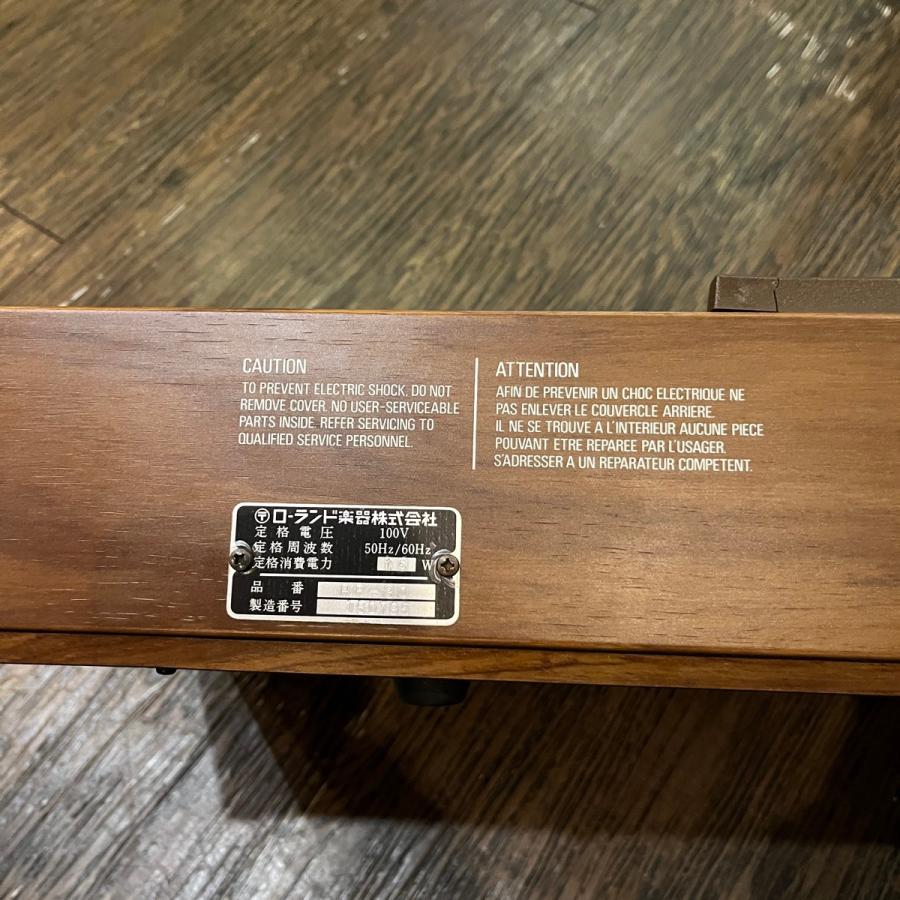 CAUTION
TO PREVENT ELECTRIC SHOCK, DO NOT
REMOVE COVER. NO USER-SERVICEABLE
PARTS INSIDE. REFER SERVICING TO
QUALIFIED SERVICE PERSONNEL.
ATTENTION
AFIN DE PREVENIR UN CHOC ELECTRIQUE NE
PAS ENLEVER LE COUVERCLE ARRIERE.
IL NE SE TROUVE A L'INTERIEUR AUCUNE PIECE
POUVANT ETRE REPAREE PAR L'USAGER.
S'ADRESSER A UN REPARATEUR COMPETENT.
〒 ローランド楽器株式会社
定格電圧 100V
定格周波数 50Hz/60Hz
定格消費電力 W
品番
製造番号